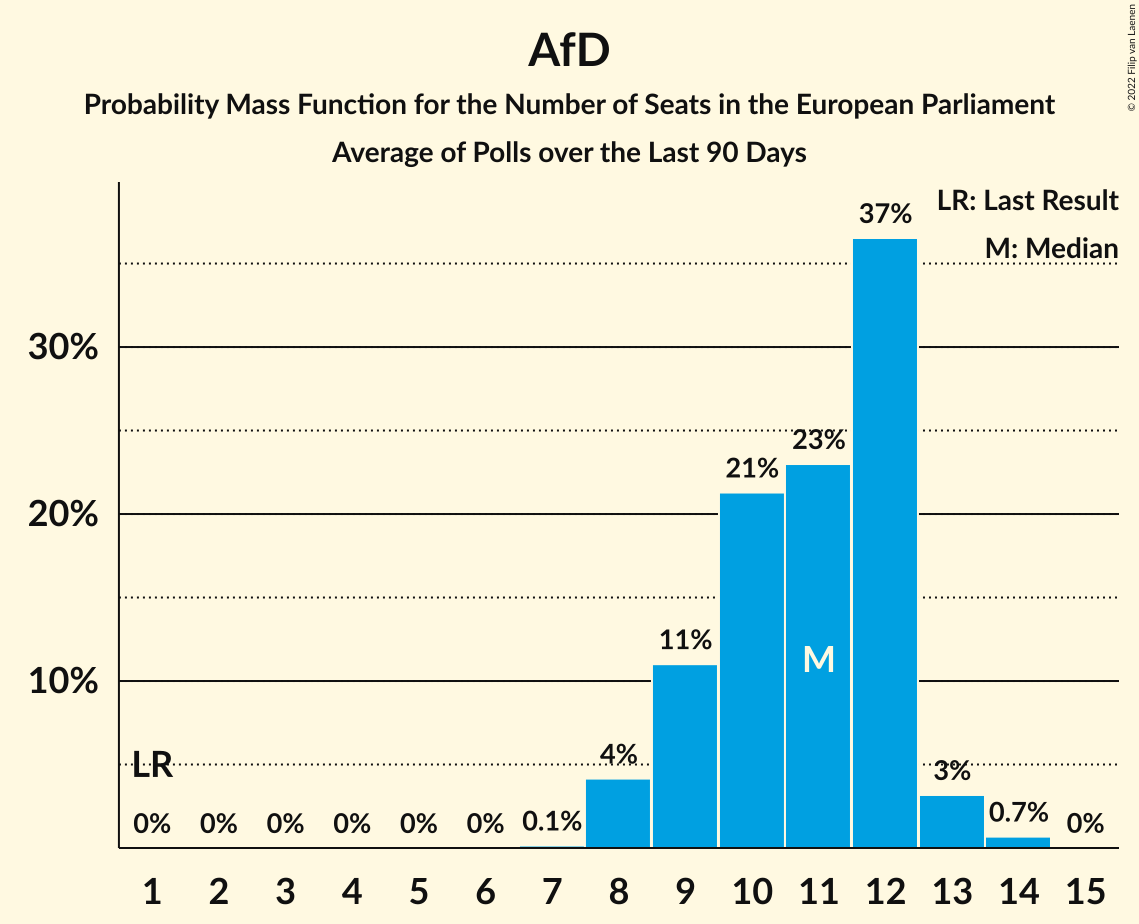 AfD
Probability Mass Function for the Number of Seats in the European Parliament
Average of Polls over the Last 90 Days
© 2022 Filip van Laenen
LR: Last Result
M: Median
37%
30%
23%
21%
20%
11%
M
10%
LR
4%
3%
0% 0% 0% 0% 0% 0% 0.1% 0.7% 0%
1 2 3 4 5 6 7 8 9 10 11 12 13 14 15